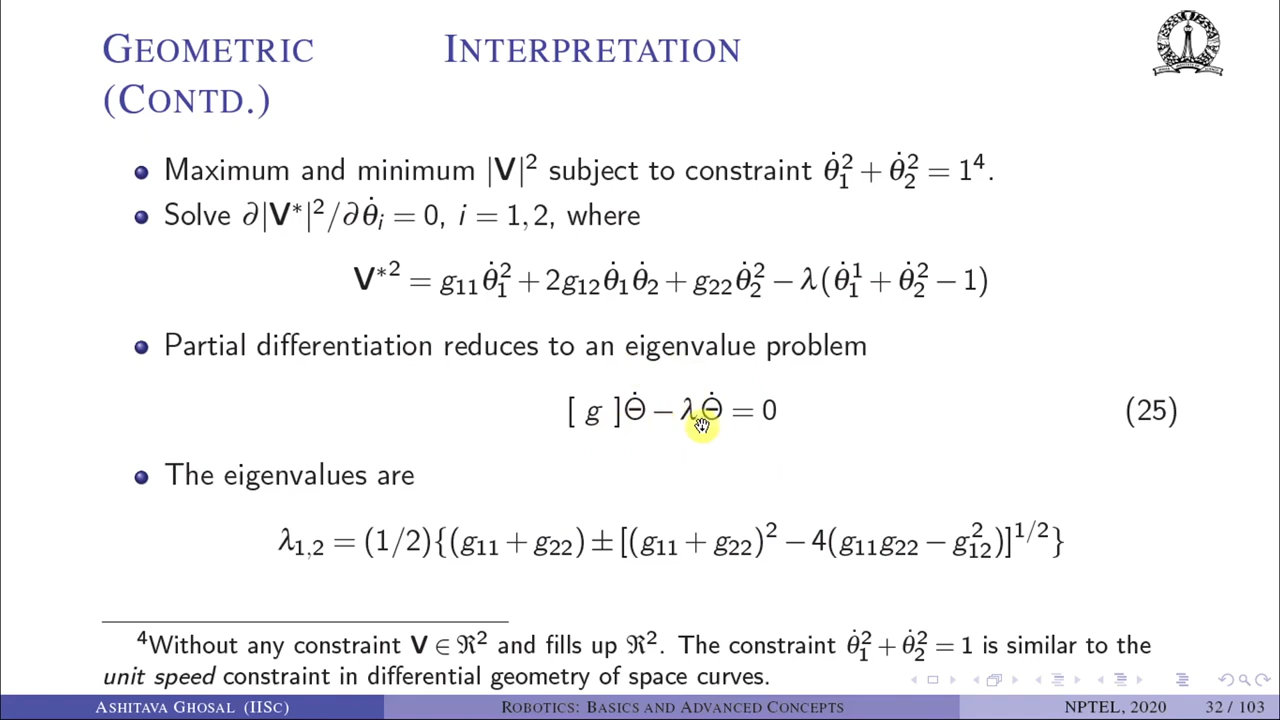 GEOMETRIC INTERPRETATION
(CONTD.)
Maximum and minimum |V|² subject to constraint θ̇₁² + θ̇₂² = 1⁴.
Solve ∂|V*|²/∂θ̇ᵢ = 0, i = 1, 2, where
V*² = g₁₁θ̇₁² + 2g₁₂θ̇₁θ̇₂ + g₂₂θ̇₂² − λ(θ̇₁¹ + θ̇₂² − 1)
Partial differentiation reduces to an eigenvalue problem
[ g ]Θ̇ − λΘ̇ = 0 (25)
The eigenvalues are
λ₁,₂ = (1/2){(g₁₁ + g₂₂) ± [(g₁₁ + g₂₂)² − 4(g₁₁g₂₂ − g₁₂²)]^1/2}
⁴Without any constraint V ∈ ℜ² and fills up ℜ². The constraint θ̇₁² + θ̇₂² = 1 is similar to the
unit speed constraint in differential geometry of space curves.
ASHITAVA GHOSAL (IISC) ROBOTICS: BASICS AND ADVANCED CONCEPTS NPTEL, 2020 32 / 103